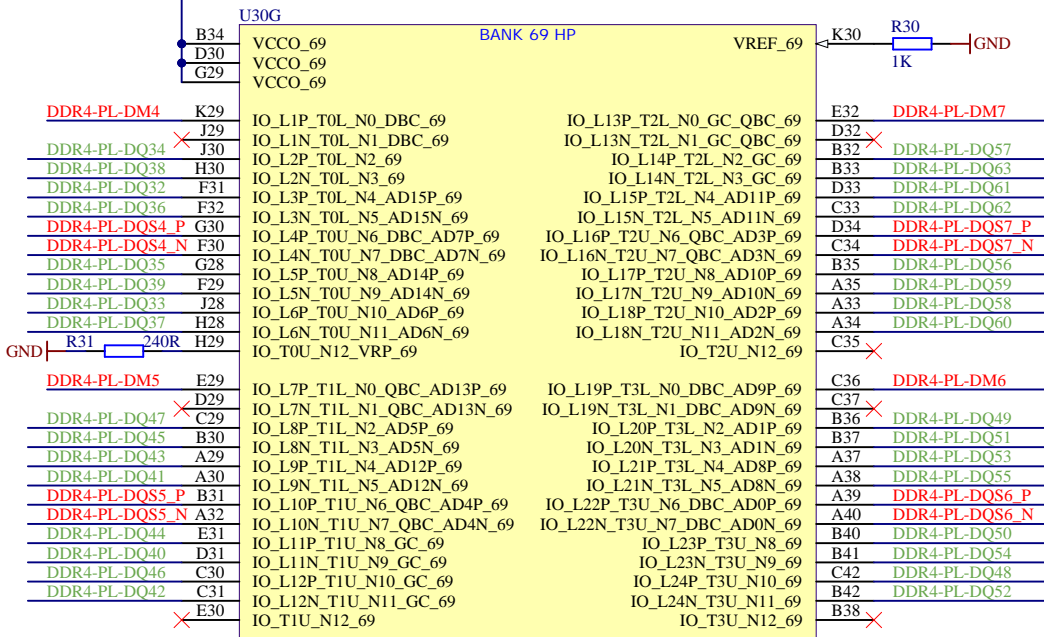 U30G
BANK 69 HP
B34 VCCO_69 VREF_69 K30 R30 GND
D30 VCCO_69 1K
G29 VCCO_69
DDR4-PL-DM4 K29 IO_L1P_T0L_N0_DBC_69 IO_L13P_T2L_N0_GC_QBC_69 E32 DDR4-PL-DM7
J29 IO_L1N_T0L_N1_DBC_69 IO_L13N_T2L_N1_GC_QBC_69 D32
DDR4-PL-DQ34 J30 IO_L2P_T0L_N2_69 IO_L14P_T2L_N2_GC_69 B32 DDR4-PL-DQ57
DDR4-PL-DQ38 H30 IO_L2N_T0L_N3_69 IO_L14N_T2L_N3_GC_69 B33 DDR4-PL-DQ63
DDR4-PL-DQ32 F31 IO_L3P_T0L_N4_AD15P_69 IO_L15P_T2L_N4_AD11P_69 D33 DDR4-PL-DQ61
DDR4-PL-DQ36 F32 IO_L3N_T0L_N5_AD15N_69 IO_L15N_T2L_N5_AD11N_69 C33 DDR4-PL-DQ62
DDR4-PL-DQS4_P G30 IO_L4P_T0U_N6_DBC_AD7P_69 IO_L16P_T2U_N6_QBC_AD3P_69 D34 DDR4-PL-DQS7_P
DDR4-PL-DQS4_N F30 IO_L4N_T0U_N7_DBC_AD7N_69 IO_L16N_T2U_N7_QBC_AD3N_69 C34 DDR4-PL-DQS7_N
DDR4-PL-DQ35 G28 IO_L5P_T0U_N8_AD14P_69 IO_L17P_T2U_N8_AD10P_69 B35 DDR4-PL-DQ56
DDR4-PL-DQ39 F29 IO_L5N_T0U_N9_AD14N_69 IO_L17N_T2U_N9_AD10N_69 A35 DDR4-PL-DQ59
DDR4-PL-DQ33 J28 IO_L6P_T0U_N10_AD6P_69 IO_L18P_T2U_N10_AD2P_69 A33 DDR4-PL-DQ58
DDR4-PL-DQ37 H28 IO_L6N_T0U_N11_AD6N_69 IO_L18N_T2U_N11_AD2N_69 A34 DDR4-PL-DQ60
GND R31 240R H29 IO_T0U_N12_VRP_69 IO_T2U_N12_69 C35
DDR4-PL-DM5 E29 IO_L7P_T1L_N0_QBC_AD13P_69 IO_L19P_T3L_N0_DBC_AD9P_69 C36 DDR4-PL-DM6
D29 IO_L7N_T1L_N1_QBC_AD13N_69 IO_L19N_T3L_N1_DBC_AD9N_69 C37
DDR4-PL-DQ47 C29 IO_L8P_T1L_N2_AD5P_69 IO_L20P_T3L_N2_AD1P_69 B36 DDR4-PL-DQ49
DDR4-PL-DQ45 B30 IO_L8N_T1L_N3_AD5N_69 IO_L20N_T3L_N3_AD1N_69 B37 DDR4-PL-DQ51
DDR4-PL-DQ43 A29 IO_L9P_T1L_N4_AD12P_69 IO_L21P_T3L_N4_AD8P_69 A37 DDR4-PL-DQ53
DDR4-PL-DQ41 A30 IO_L9N_T1L_N5_AD12N_69 IO_L21N_T3L_N5_AD8N_69 A38 DDR4-PL-DQ55
DDR4-PL-DQS5_P B31 IO_L10P_T1U_N6_QBC_AD4P_69 IO_L22P_T3U_N6_DBC_AD0P_69 A39 DDR4-PL-DQS6_P
DDR4-PL-DQS5_N A32 IO_L10N_T1U_N7_QBC_AD4N_69 IO_L22N_T3U_N7_DBC_AD0N_69 A40 DDR4-PL-DQS6_N
DDR4-PL-DQ44 E31 IO_L11P_T1U_N8_GC_69 IO_L23P_T3U_N8_69 B40 DDR4-PL-DQ50
DDR4-PL-DQ40 D31 IO_L11N_T1U_N9_GC_69 IO_L23N_T3U_N9_69 B41 DDR4-PL-DQ54
DDR4-PL-DQ46 C30 IO_L12P_T1U_N10_GC_69 IO_L24P_T3U_N10_69 C42 DDR4-PL-DQ48
DDR4-PL-DQ42 C31 IO_L12N_T1U_N11_GC_69 IO_L24N_T3U_N11_69 B42 DDR4-PL-DQ52
E30 IO_T1U_N12_69 IO_T3U_N12_69 B38